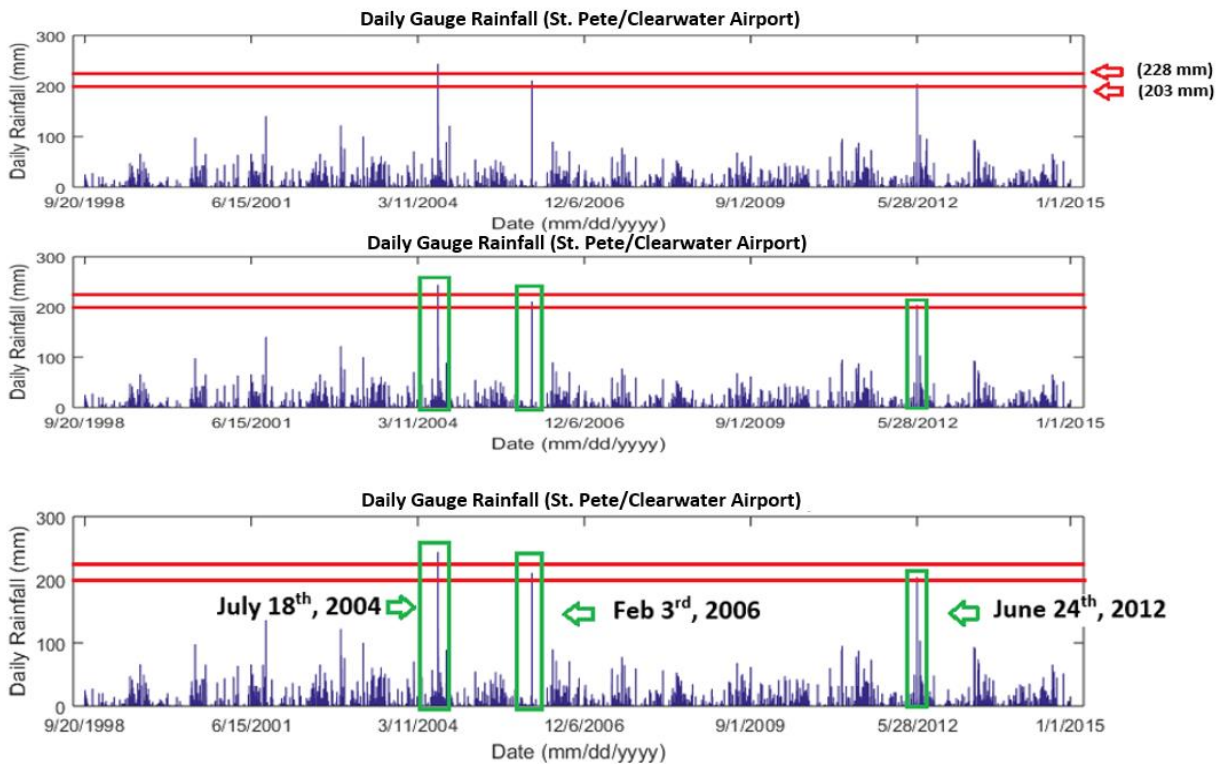 Daily Gauge Rainfall (St. Pete/Clearwater Airport)
Daily Rainfall (mm)
300
200
100
0
(228 mm)
(203 mm)
9/20/1998 6/15/2001 3/11/2004 12/6/2006 9/1/2009 5/28/2012 1/1/2015
Date (mm/dd/yyyy)
Daily Gauge Rainfall (St. Pete/Clearwater Airport)
Daily Rainfall (mm)
300
200
100
0
9/20/1998 6/15/2001 3/11/2004 12/6/2006 9/1/2009 5/28/2012 1/1/2015
Date (mm/dd/yyyy)
Daily Gauge Rainfall (St. Pete/Clearwater Airport)
Daily Rainfall (mm)
300
200
100
0
July 18th, 2004 Feb 3rd, 2006 June 24th, 2012
9/20/1998 6/15/2001 3/11/2004 12/6/2006 9/1/2009 5/28/2012 1/1/2015
Date (mm/dd/yyyy)